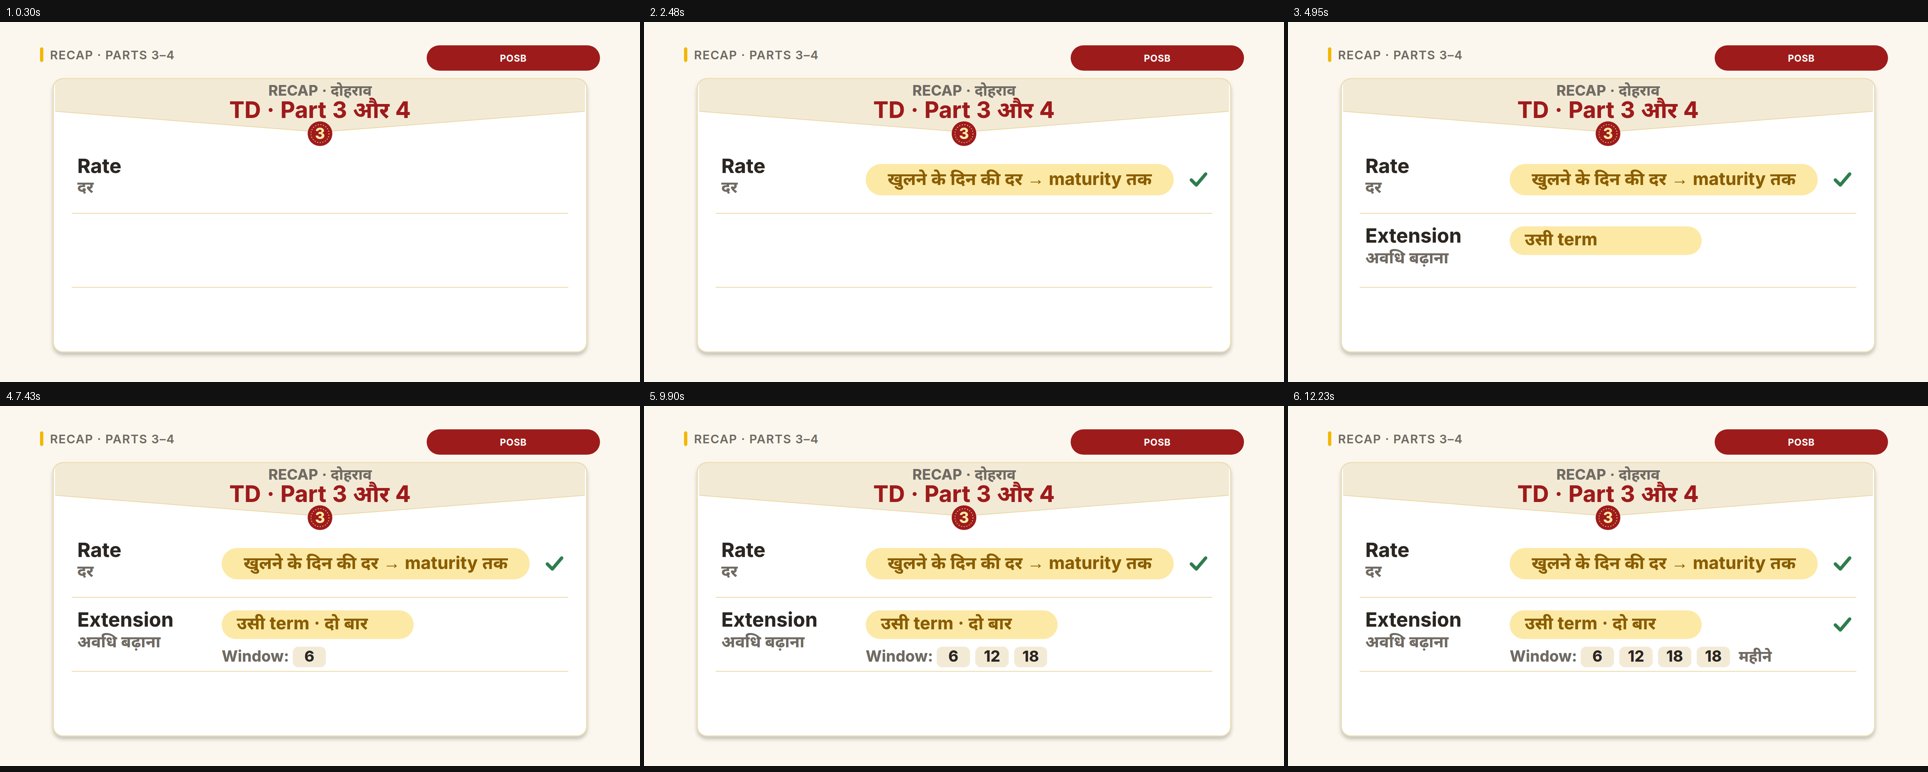 1. 0.30s
RECAP · PARTS 3–4
POSB
RECAP · दोहराव
TD · Part 3 और 4
3
Rate
दर
2. 2.48s
RECAP · PARTS 3–4
POSB
RECAP · दोहराव
TD · Part 3 और 4
3
Rate
दर
खुलने के दिन की दर → maturity तक
3. 4.95s
RECAP · PARTS 3–4
POSB
RECAP · दोहराव
TD · Part 3 और 4
3
Rate
दर
खुलने के दिन की दर → maturity तक
Extension
अवधि बढ़ाना
उसी term
4. 7.43s
RECAP · PARTS 3–4
POSB
RECAP · दोहराव
TD · Part 3 और 4
3
Rate
दर
खुलने के दिन की दर → maturity तक
Extension
अवधि बढ़ाना
उसी term · दो बार
Window: 6
5. 9.90s
RECAP · PARTS 3–4
POSB
RECAP · दोहराव
TD · Part 3 और 4
3
Rate
दर
खुलने के दिन की दर → maturity तक
Extension
अवधि बढ़ाना
उसी term · दो बार
Window: 6 12 18
6. 12.23s
RECAP · PARTS 3–4
POSB
RECAP · दोहराव
TD · Part 3 और 4
3
Rate
दर
खुलने के दिन की दर → maturity तक
Extension
अवधि बढ़ाना
उसी term · दो बार
Window: 6 12 18 18 महीने